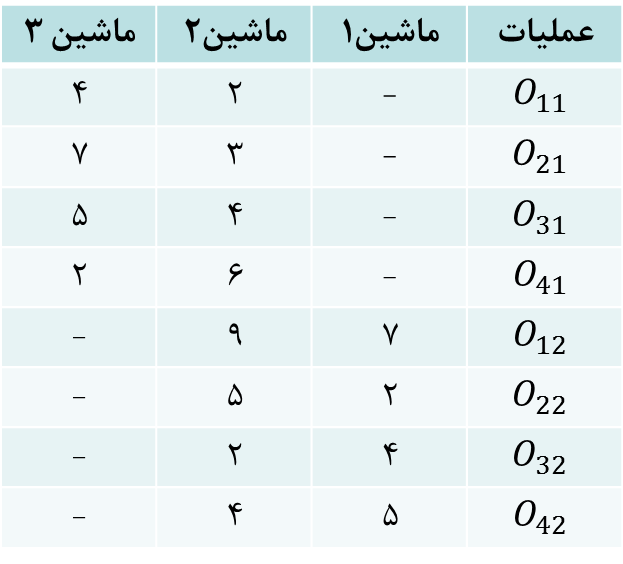 عملیات ماشین۱ ماشین۲ ماشین ۳
O11 – ۲ ۴
O21 – ۳ ۷
O31 – ۴ ۵
O41 – ۶ ۲
O12 ۷ ۹ –
O22 ۲ ۵ –
O32 ۴ ۲ –
O42 ۵ ۴ –